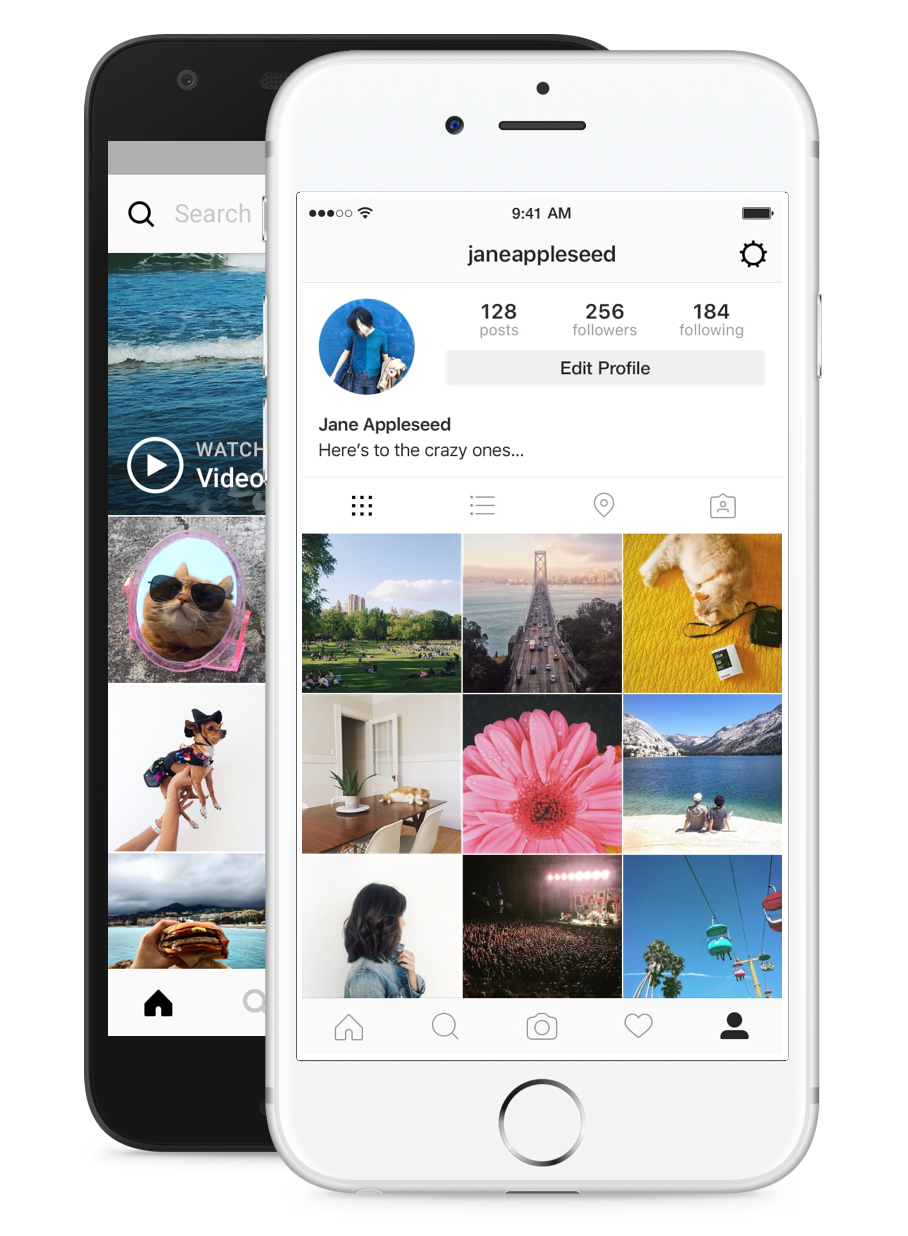 Search
WATCH
Video
9:41 AM
janeappleseed
128 256 184
posts followers following
Edit Profile
Jane Appleseed
Here’s to the crazy ones...